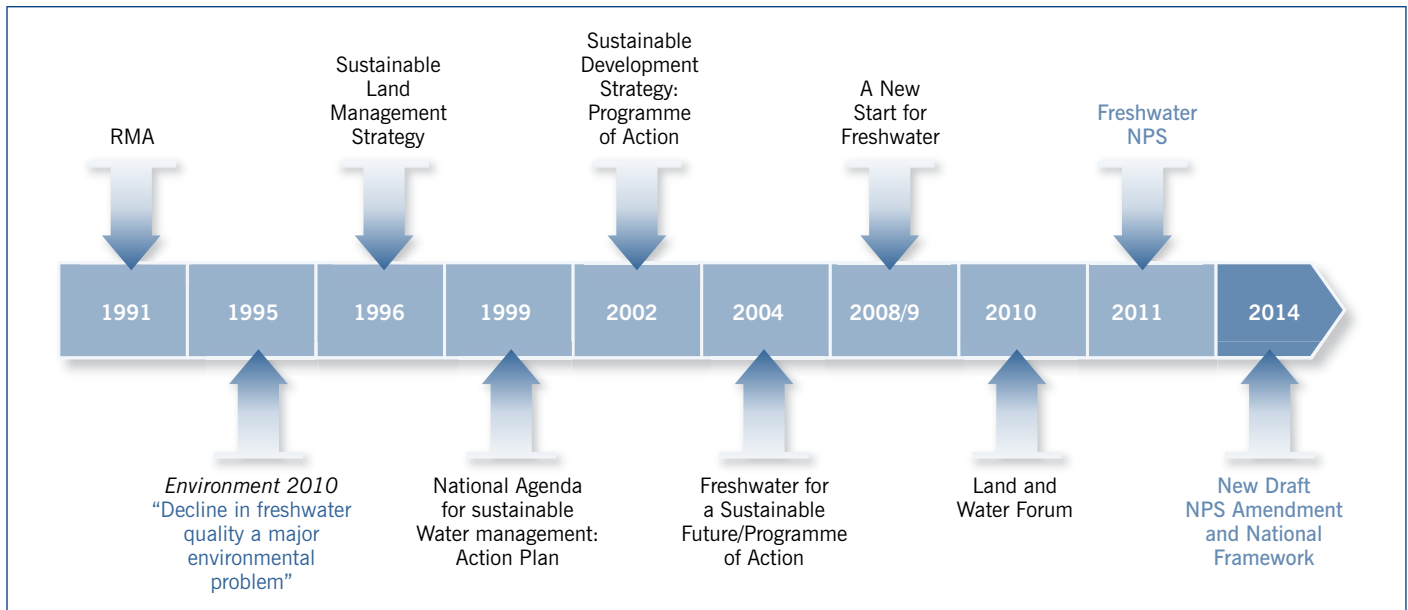 RMA
Sustainable
Land
Management
Strategy
Sustainable
Development
Strategy:
Programme
of Action
A New
Start for
Freshwater
Freshwater
NPS
1991
1995
1996
1999
2002
2004
2008/9
2010
2011
2014
Environment 2010
“Decline in freshwater
quality a major
environmental
problem”
National Agenda
for sustainable
Water management:
Action Plan
Freshwater for
a Sustainable
Future/Programme
of Action
Land and
Water Forum
New Draft
NPS Amendment
and National
Framework